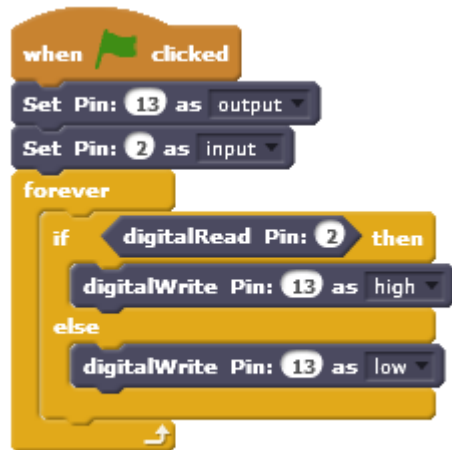 when clicked
Set Pin: 13 as output
Set Pin: 2 as input
forever
if digitalRead Pin: 2 then
digitalWrite Pin: 13 as high
else
digitalWrite Pin: 13 as low